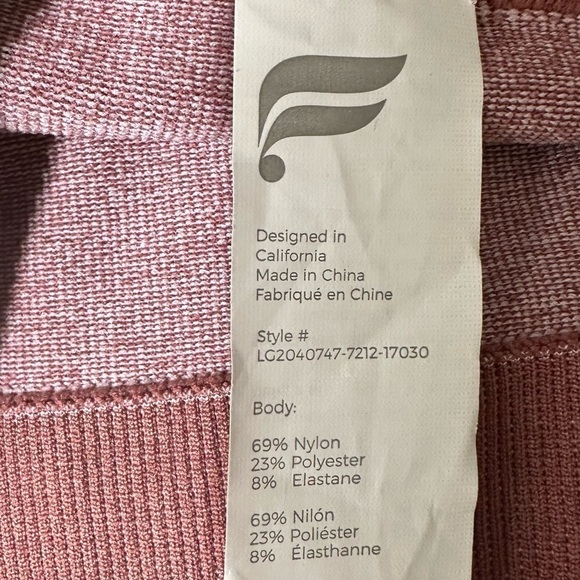 Designed in
California
Made in China
Fabriqué en Chine
Style #
LG2040747-7212-17030
Body:
69% Nylon
23% Polyester
8% Elastane
69% Nilón
23% Poliéster
8% Élasthanne